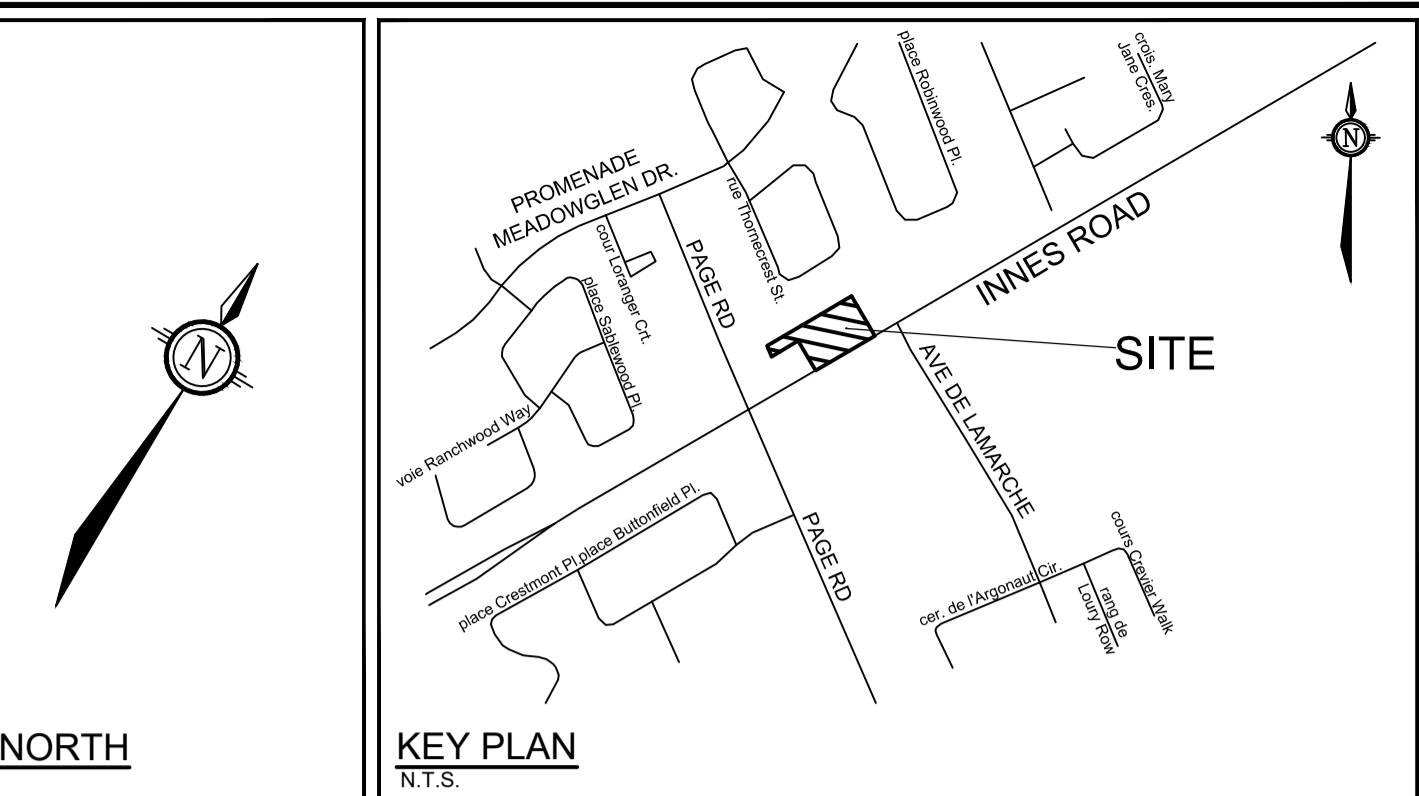 N
NORTH
place Robinwood Pl.
crois. Mary
Jane Cres.
N
PROMENADE
MEADOWGLEN DR.
rue Thornecrest St.
cour Loranger Crt.
PAGE RD
INNES ROAD
place Sablewood Pl.
SITE
AVE DE LAMARCHE
voie Ranchwood Way
place Buttonfield Pl.
place Crestmont Pl.
PAGE RD
cours Crevier Walk
cer. de l'Argonaut Cir.
rang de
Loury Row
KEY PLAN
N.T.S.